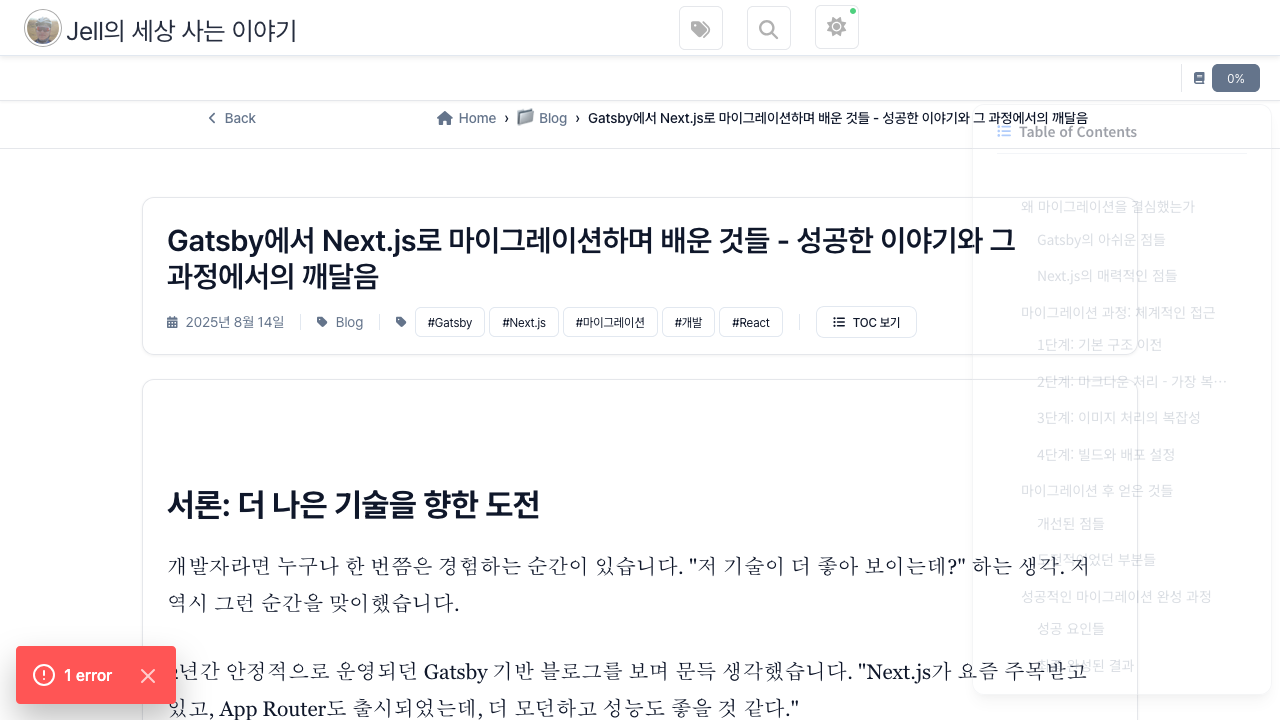 Jell의 세상 사는 이야기
0%
Back
Home › Blog › Gatsby에서 Next.js로 마이그레이션하며 배운 것들 - 성공한 이야기와 그 과정에서의 깨달음
Table of Contents
왜 마이그레이션을 결심했는가
Gatsby의 아쉬운 점들
Next.js의 매력적인 점들
마이그레이션 과정: 체계적인 접근
1단계: 기본 구조 이전
2단계: 마크다운 처리 - 가장 복…
3단계: 이미지 처리의 복잡성
4단계: 빌드와 배포 설정
마이그레이션 후 얻은 것들
개선된 점들
도전적이었던 부분들
성공적인 마이그레이션 완성 과정
성공 요인들
완성된 결과
Gatsby에서 Next.js로 마이그레이션하며 배운 것들 - 성공한 이야기와 그
과정에서의 깨달음
2025년 8월 14일 Blog #Gatsby #Next.js #마이그레이션 #개발 #React TOC 보기
서론: 더 나은 기술을 향한 도전
개발자라면 누구나 한 번쯤은 경험하는 순간이 있습니다. "저 기술이 더 좋아 보이는데?" 하는 생각. 저
역시 그런 순간을 맞이했습니다.
년간 안정적으로 운영되던 Gatsby 기반 블로그를 보며 문득 생각했습니다. "Next.js가 요즘 주목받고
있고, App Router도 출시되었는데, 더 모던하고 성능도 좋을 것 같다."
1 error